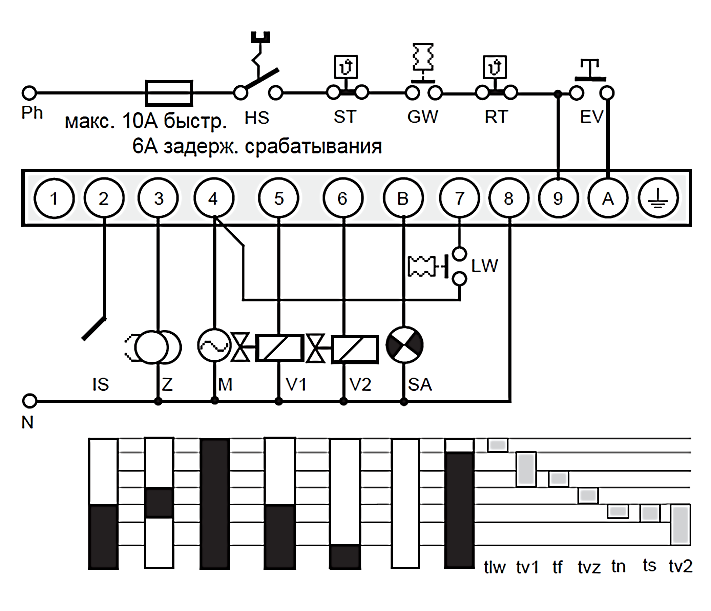 ϑ ϑ
Ph HS ST GW RT EV
макс. 10А быстр.
6А задерж. срабатывания
1 2 3 4 5 6 B 7 8 9 A
LW
IS Z M V1 V2 SA
N
tlw tv1 tf tvz tn ts tv2